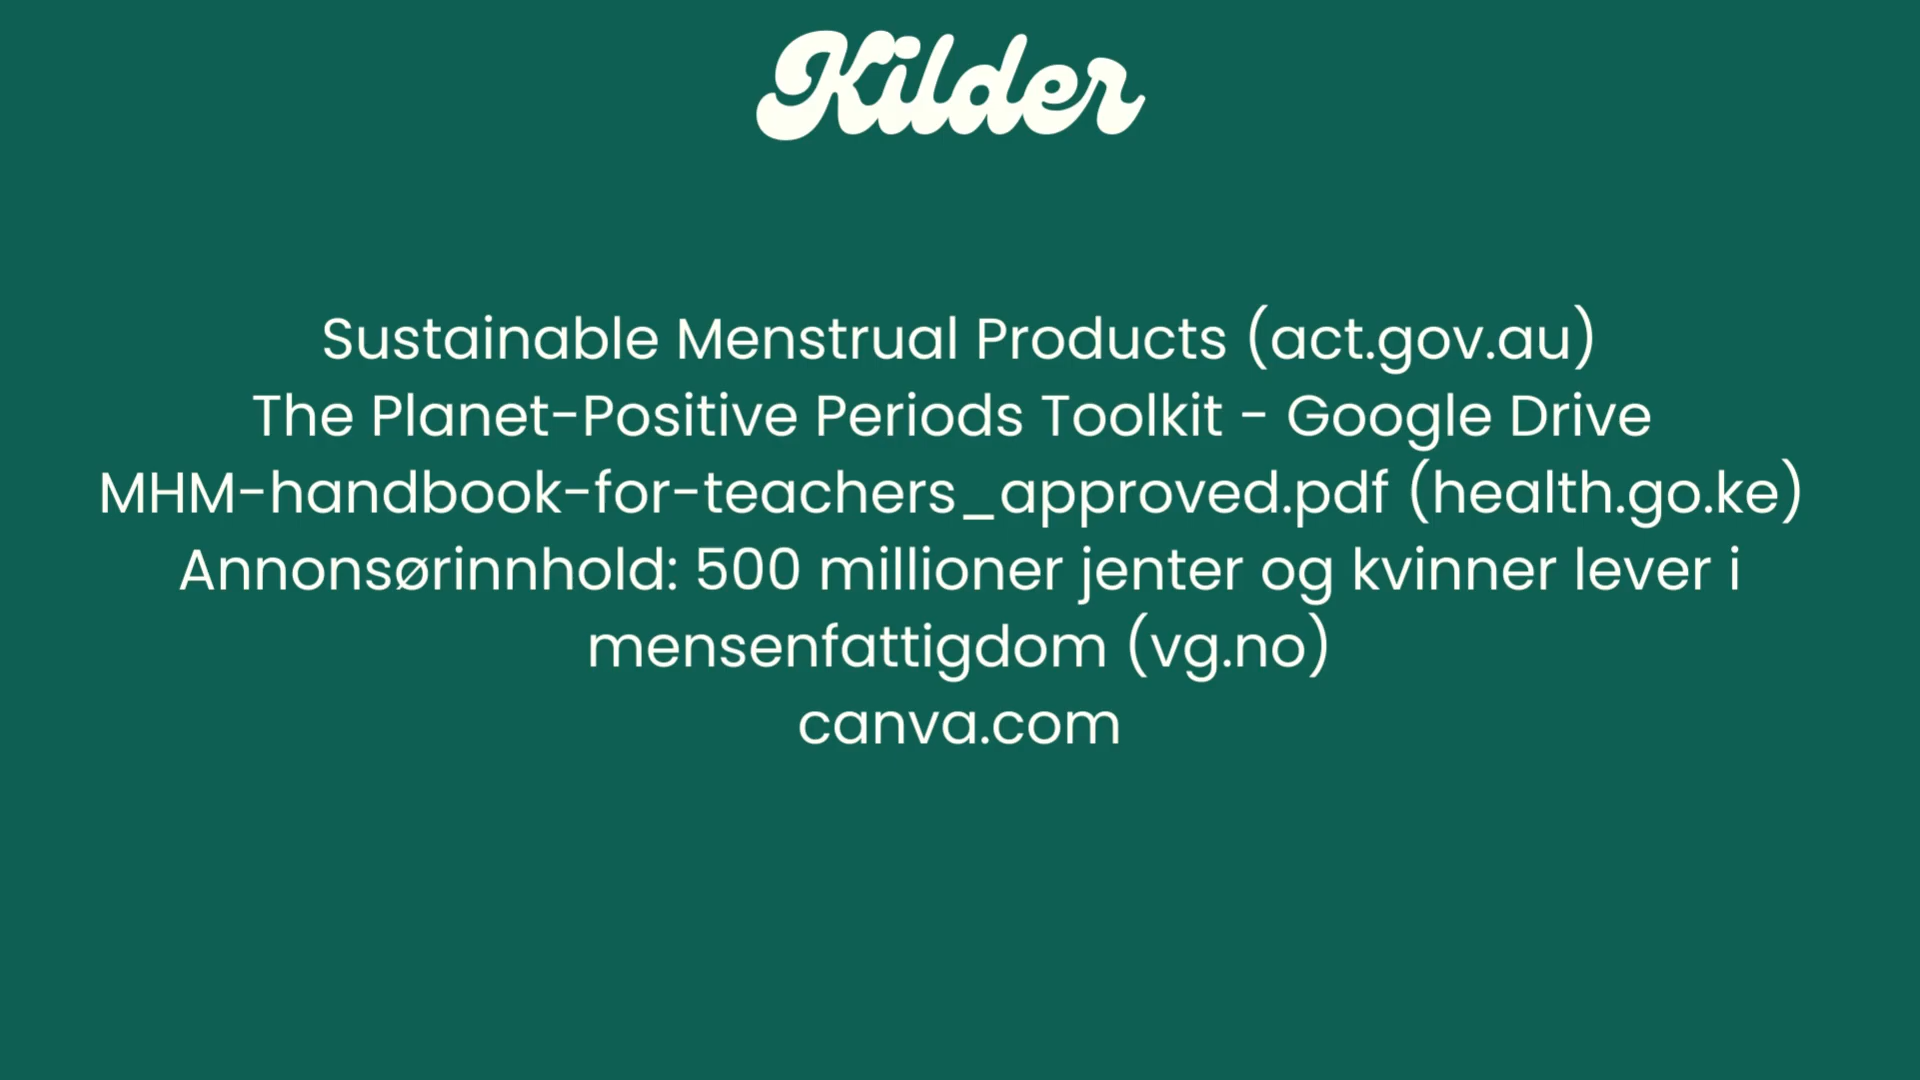 Kilder
Sustainable Menstrual Products (act.gov.au)
The Planet-Positive Periods Toolkit - Google Drive
MHM-handbook-for-teachers_approved.pdf (health.go.ke)
Annonsørinnhold: 500 millioner jenter og kvinner lever i
mensenfattigdom (vg.no)
canva.com